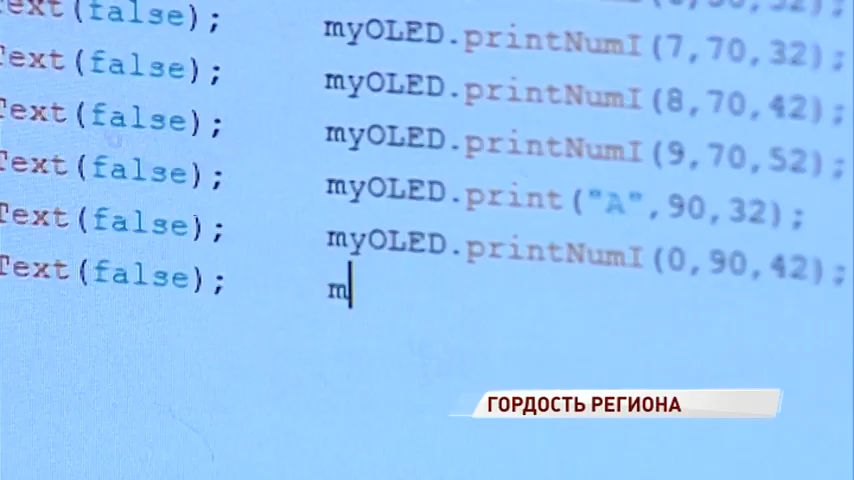 Text(false);
myOLED.printNumI(7,70,32);
Text(false);
myOLED.printNumI(8,70,42);
Text(false);
myOLED.printNumI(9,70,52);
Text(false);
myOLED.print("A",90,32);
Text(false);
myOLED.printNumI(0,90,42);
Text(false);
m
ГОРДОСТЬ РЕГИОНА